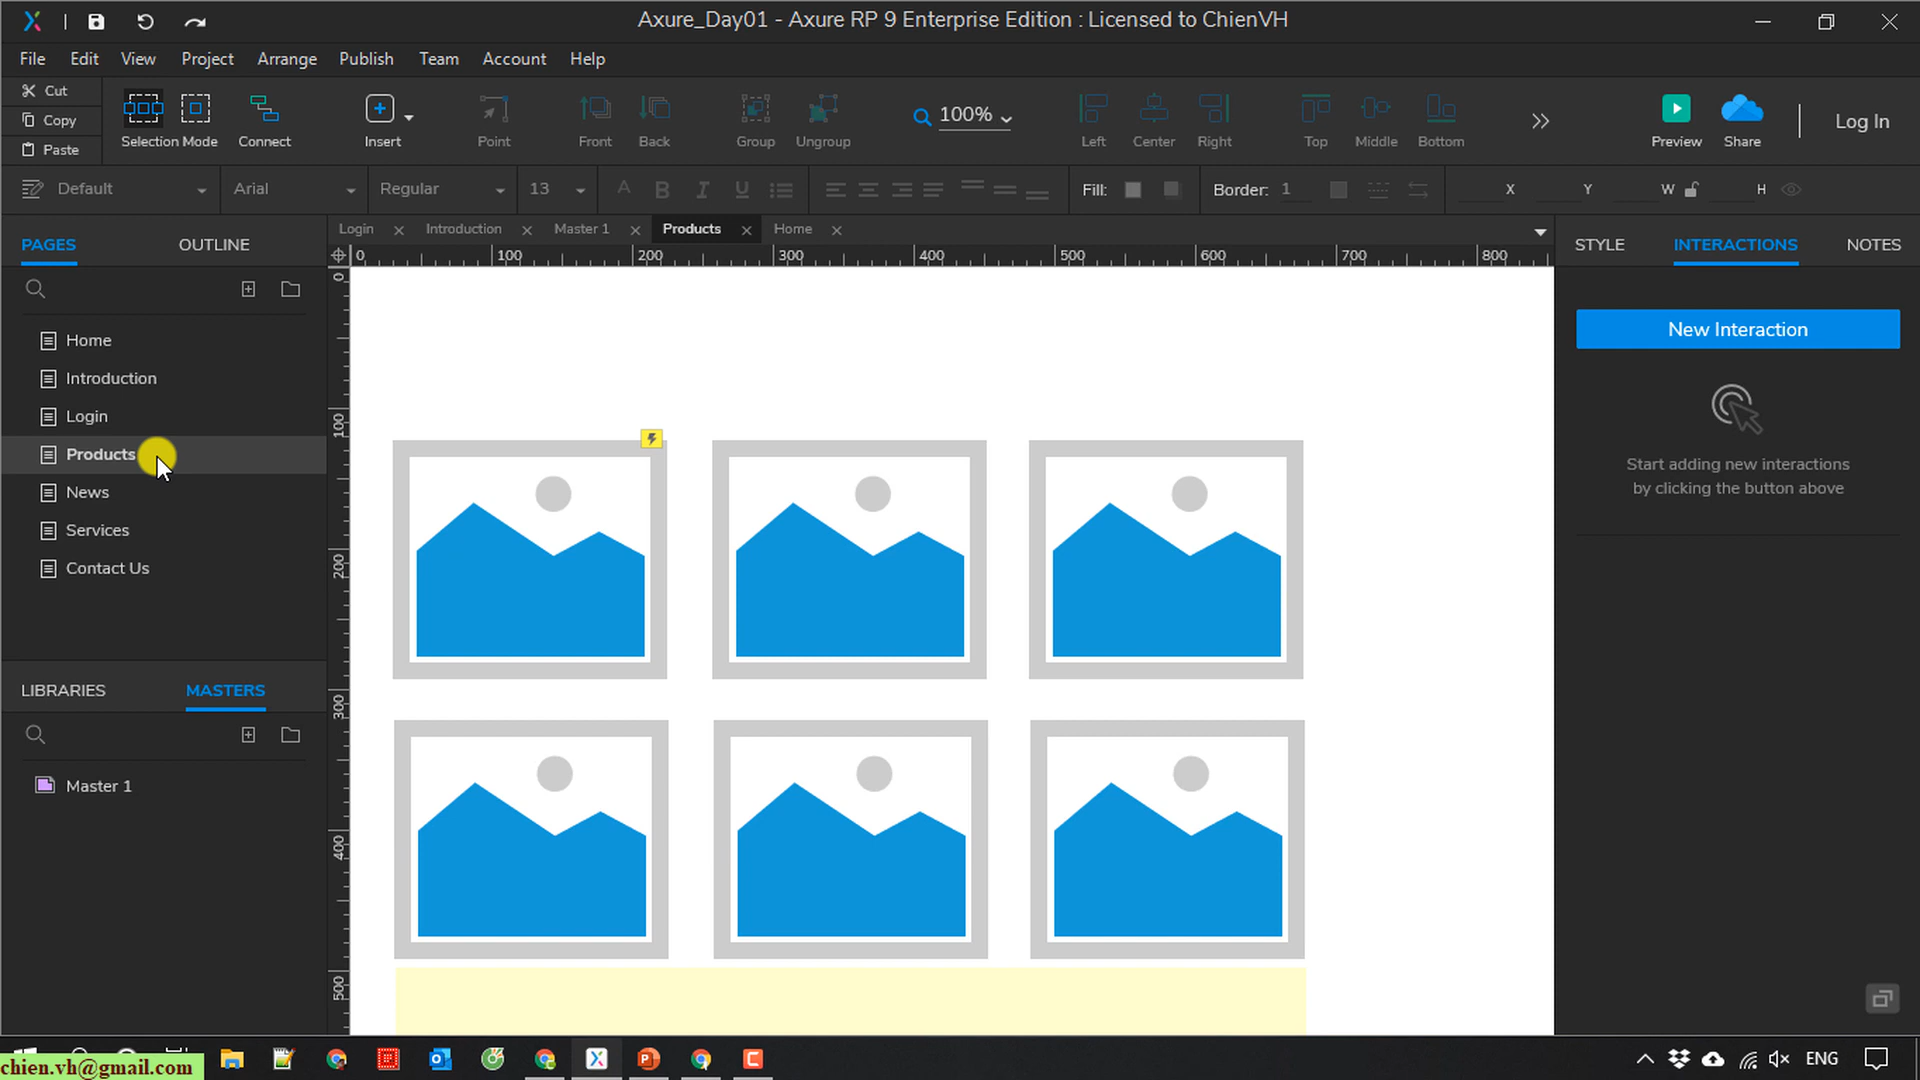 Axure_Day01 - Axure RP 9 Enterprise Edition : Licensed to ChienVH
File Edit View Project Arrange Publish Team Account Help
Cut
Copy
Paste
Selection Mode Connect Insert Point Front Back Group Ungroup 100% Left Center Right Top Middle Bottom Preview Share Log In
Default Arial Regular 13 Fill: Border: 1 X Y W H
PAGES OUTLINE
Login Introduction Master 1 Products Home
STYLE INTERACTIONS NOTES
0 100 200 300 400 500 600 700 800
0
100
200
300
400
500
Home
Introduction
Login
Products
News
Services
Contact Us
LIBRARIES MASTERS
Master 1
New Interaction
Start adding new interactions
by clicking the button above
chien.vh@gmail.com
ENG